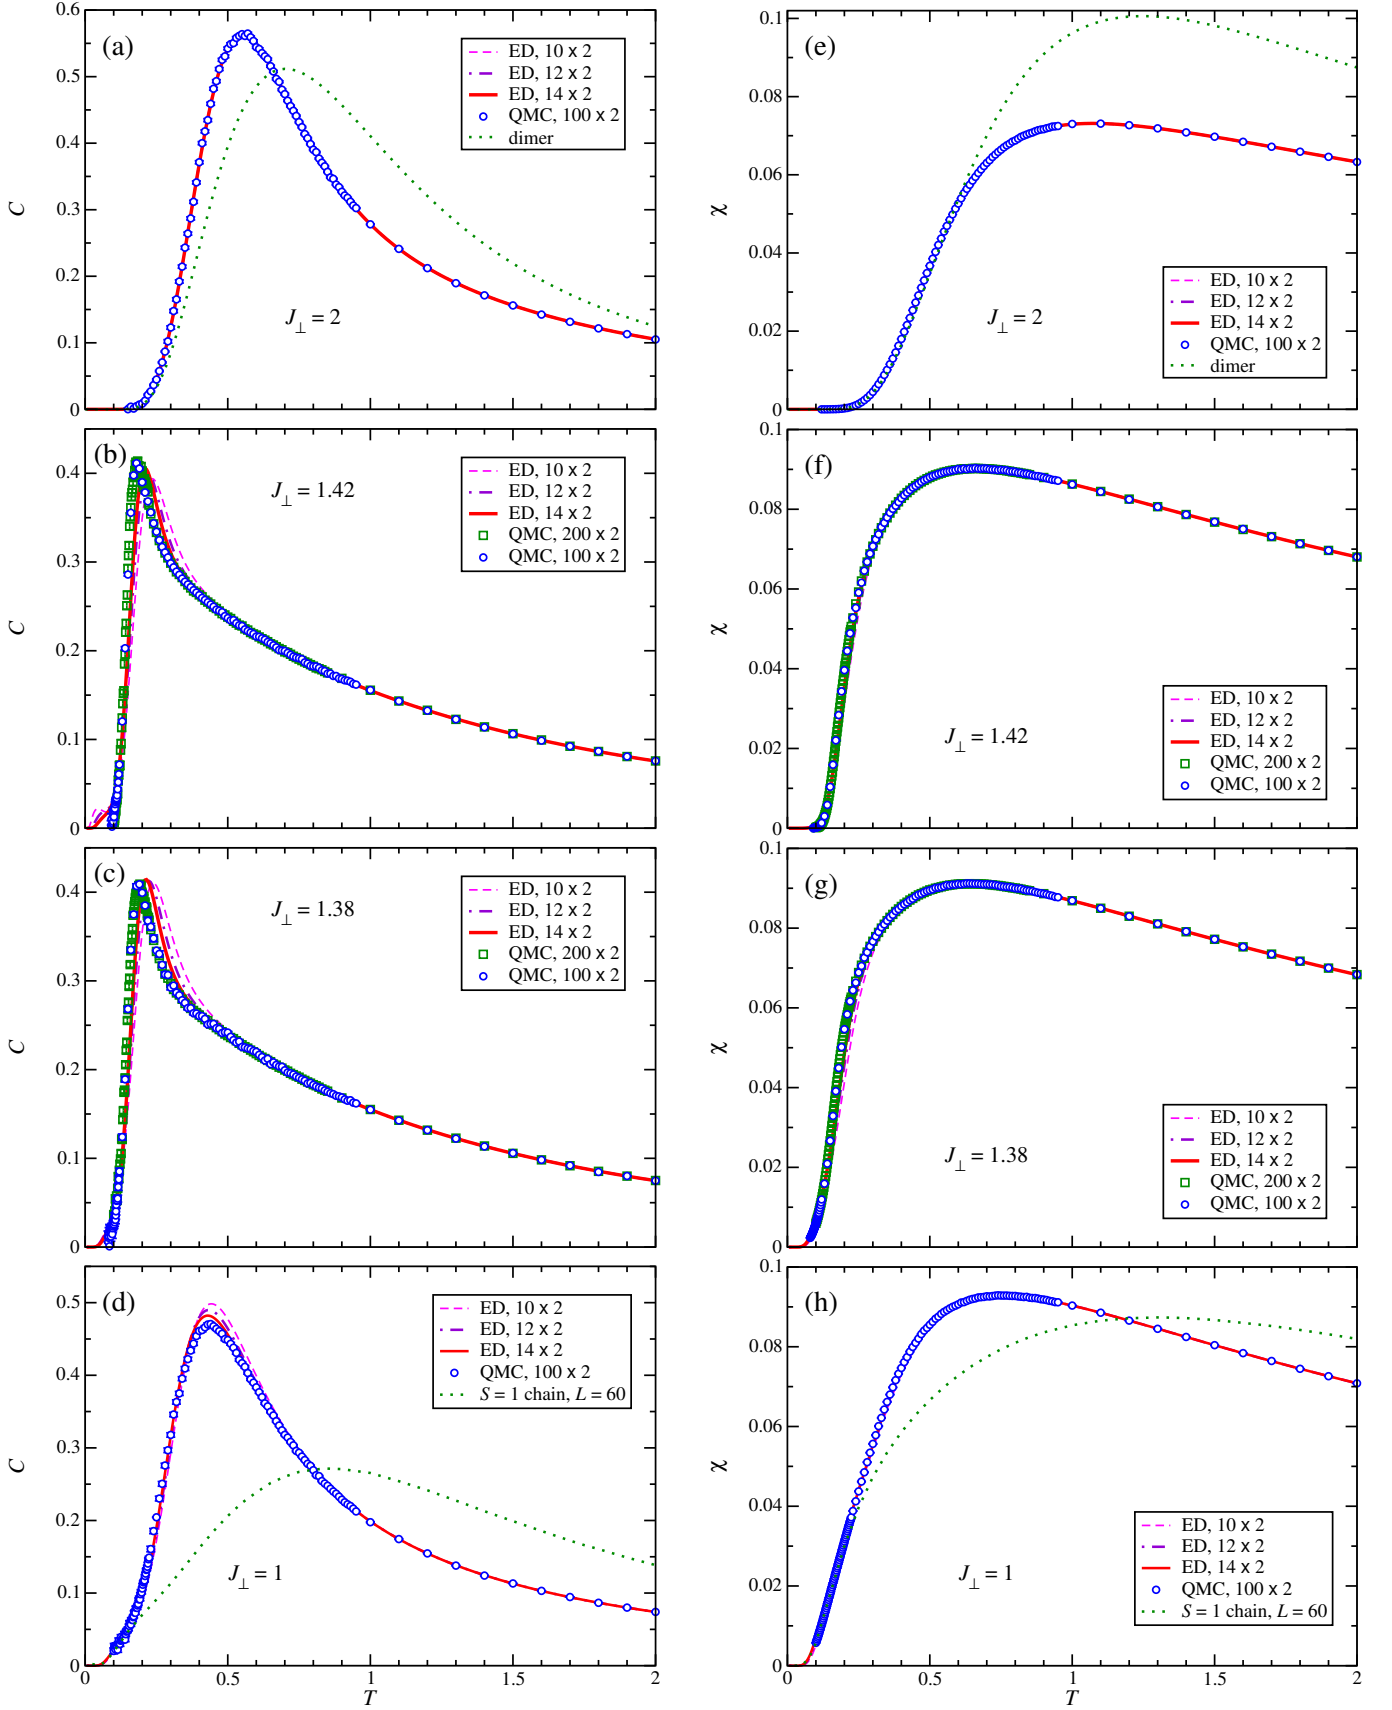 (a)
ED, 10 x 2
ED, 12 x 2
ED, 14 x 2
QMC, 100 x 2
dimer
J⊥ = 2
C
0.6
0.5
0.4
0.3
0.2
0.1
0
(e)
ED, 10 x 2
ED, 12 x 2
ED, 14 x 2
QMC, 100 x 2
dimer
J⊥ = 2
χ
0.1
0.08
0.06
0.04
0.02
0
(b)
ED, 10 x 2
ED, 12 x 2
ED, 14 x 2
QMC, 200 x 2
QMC, 100 x 2
J⊥ = 1.42
C
0.4
0.3
0.2
0.1
0
(f)
ED, 10 x 2
ED, 12 x 2
ED, 14 x 2
QMC, 200 x 2
QMC, 100 x 2
J⊥ = 1.42
χ
0.1
0.08
0.06
0.04
0.02
0
(c)
ED, 10 x 2
ED, 12 x 2
ED, 14 x 2
QMC, 200 x 2
QMC, 100 x 2
J⊥ = 1.38
C
0.4
0.3
0.2
0.1
0
(g)
ED, 10 x 2
ED, 12 x 2
ED, 14 x 2
QMC, 200 x 2
QMC, 100 x 2
J⊥ = 1.38
χ
0.1
0.08
0.06
0.04
0.02
0
(d)
ED, 10 x 2
ED, 12 x 2
ED, 14 x 2
QMC, 100 x 2
S = 1 chain, L = 60
J⊥ = 1
C
0.5
0.4
0.3
0.2
0.1
0
0 0.5 1 1.5 2
T
(h)
ED, 10 x 2
ED, 12 x 2
ED, 14 x 2
QMC, 100 x 2
S = 1 chain, L = 60
J⊥ = 1
χ
0.1
0.08
0.06
0.04
0.02
0
0 0.5 1 1.5 2
T